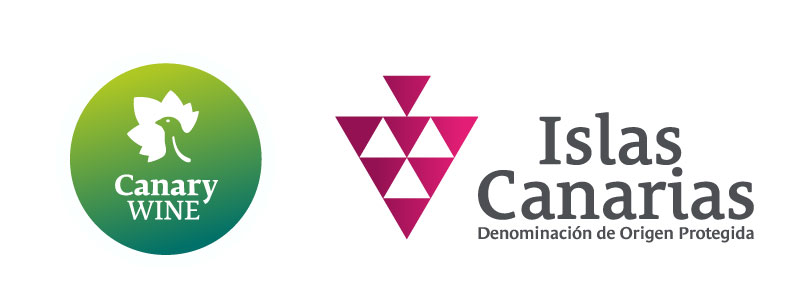 Canary
WINE
Islas
Canarias
Denominación de Origen Protegida